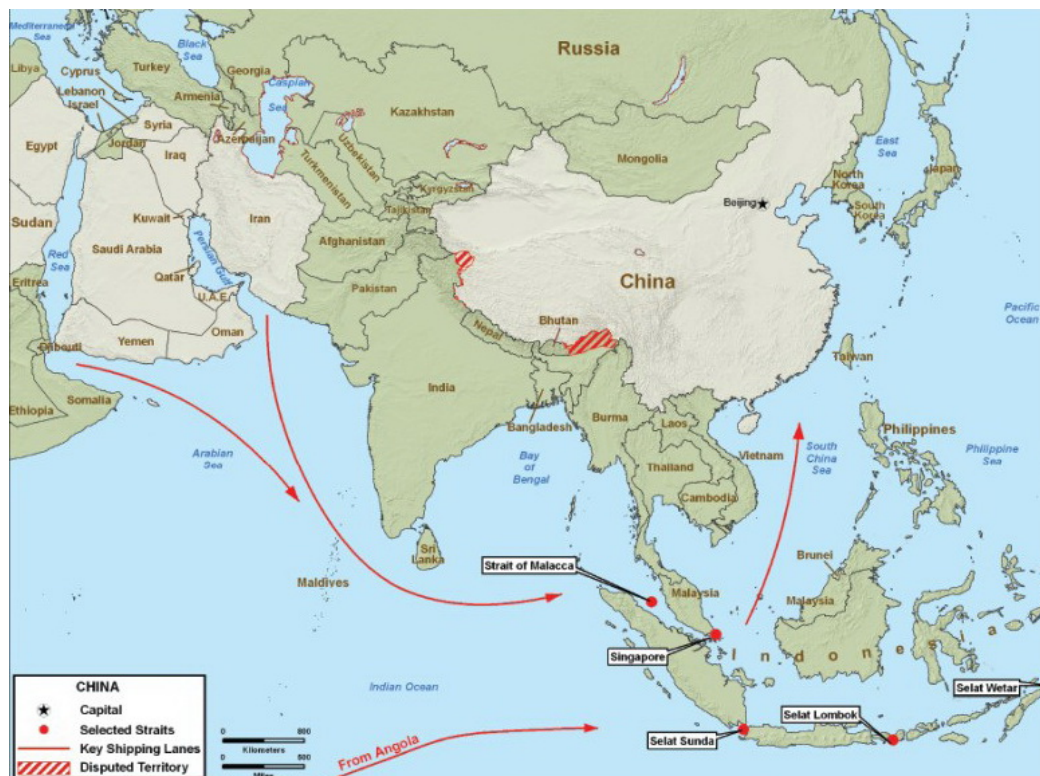 Mediterranean
Sea
Black
Sea
Russia
Libya
Cyprus
Turkey
Georgia
Lebanon
Israel
Armenia
Caspian
Sea
Kazakhstan
Syria
Azerbaijan
Uzbekistan
Mongolia
East
Sea
Egypt
Jordan
Iraq
Turkmenistan
Kyrgyzstan
North
Korea
Japan
Tajikistan
Beijing
South
Korea
Sudan
Kuwait
Iran
Afghanistan
Saudi Arabia
Persian Gulf
Red
Sea
Qatar
Pakistan
China
Eritrea
U.A.E.
Pacific
Ocean
Oman
Nepal
Bhutan
Djibouti
Yemen
Taiwan
India
Ethiopia
Somalia
Burma
Laos
Bangladesh
Philippines
Arabian
Sea
Bay
of
Bengal
Thailand
Vietnam
South
China
Sea
Philippine
Sea
Cambodia
Sri
Lanka
Brunei
Strait of Malacca
Maldives
Malaysia
Malaysia
Singapore
Indonesia
Indian Ocean
Selat Wetar
Selat Lombok
Selat Sunda
From Angola
CHINA
Capital
Selected Straits
Key Shipping Lanes
Disputed Territory
0
Kilometers
0
Miles